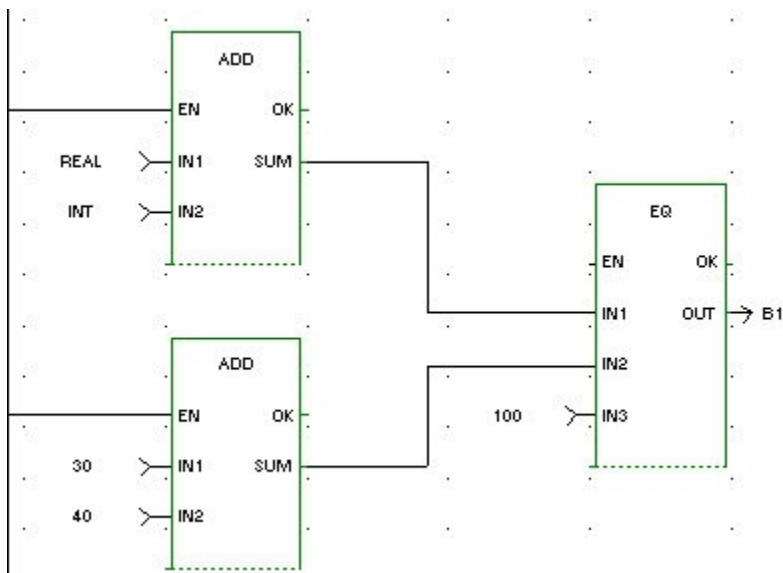 ADD
EN OK
REAL IN1 SUM
INT IN2
EQ
EN OK
IN1 OUT B1
IN2
100 IN3
ADD
EN OK
30 IN1 SUM
40 IN2